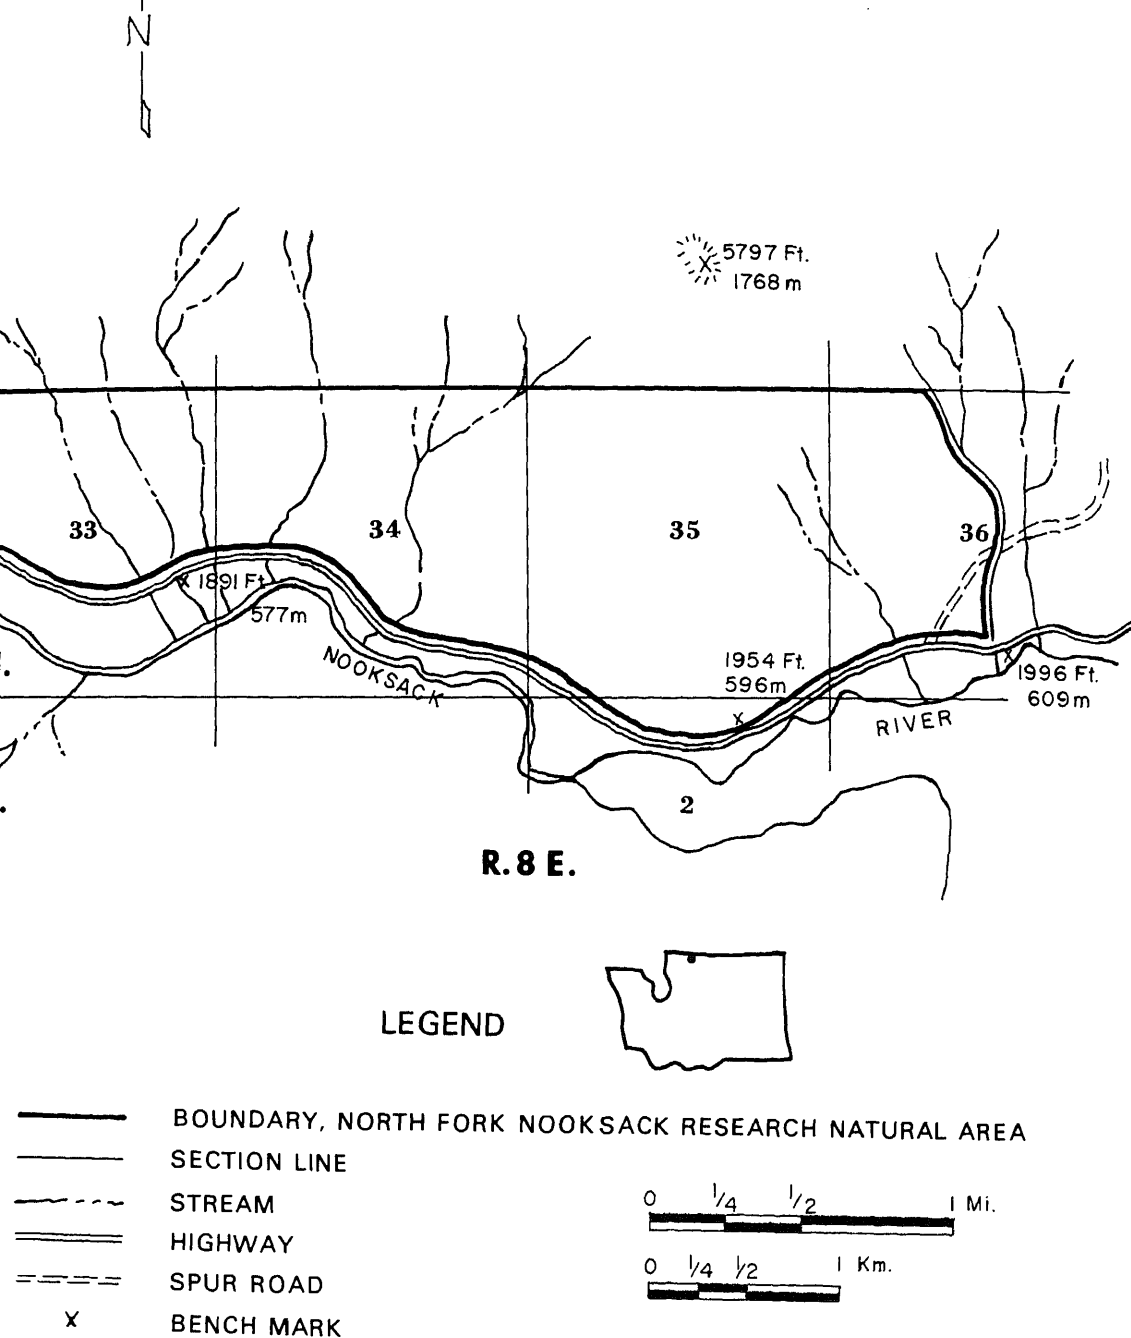 N
5797 Ft.
1768 m
33
34
35
36
1891 Ft.
577m
NOOKSACK
1954 Ft.
596m
1996 Ft.
609m
RIVER
2
R. 8 E.
LEGEND
BOUNDARY, NORTH FORK NOOKSACK RESEARCH NATURAL AREA
SECTION LINE
STREAM
HIGHWAY
SPUR ROAD
X BENCH MARK
0 1/4 1/2 1 Mi.
0 1/4 1/2 1 Km.